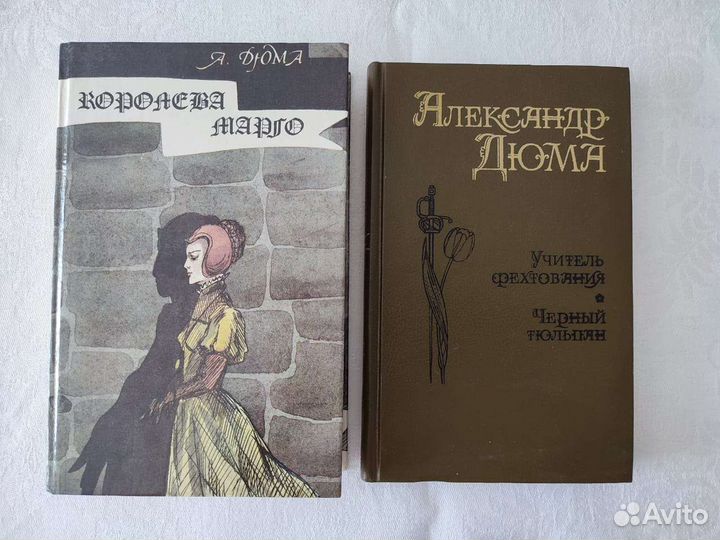 А. Дюма
Королева
Марго
Александр
Дюма
Учитель
фехтования
Черный
тюльпан
Avito